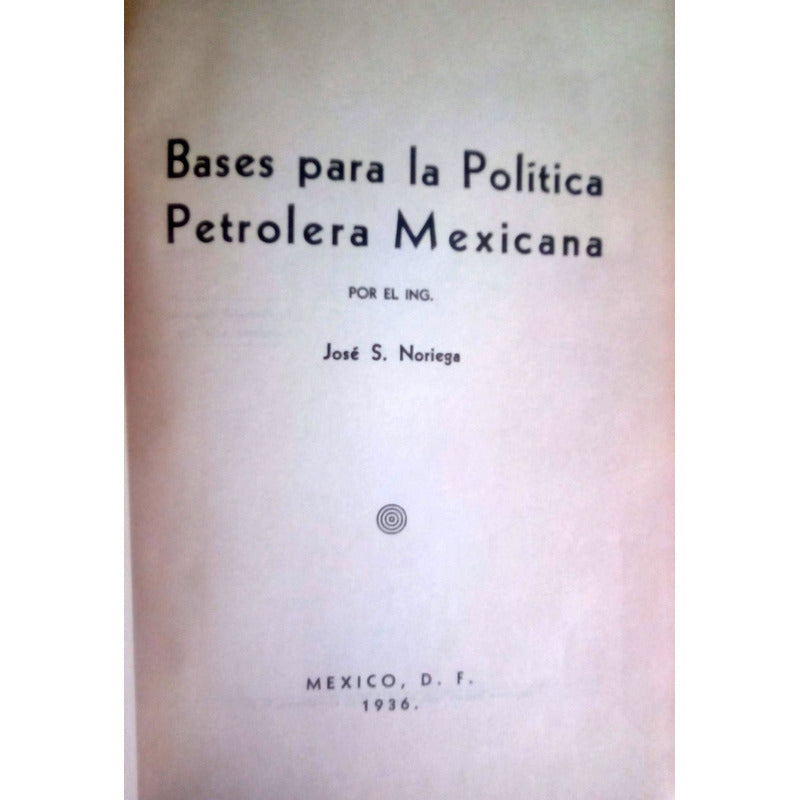 Bases para la Política
Petrolera Mexicana
POR EL ING.
José S. Noriega
MEXICO, D. F.
1936.